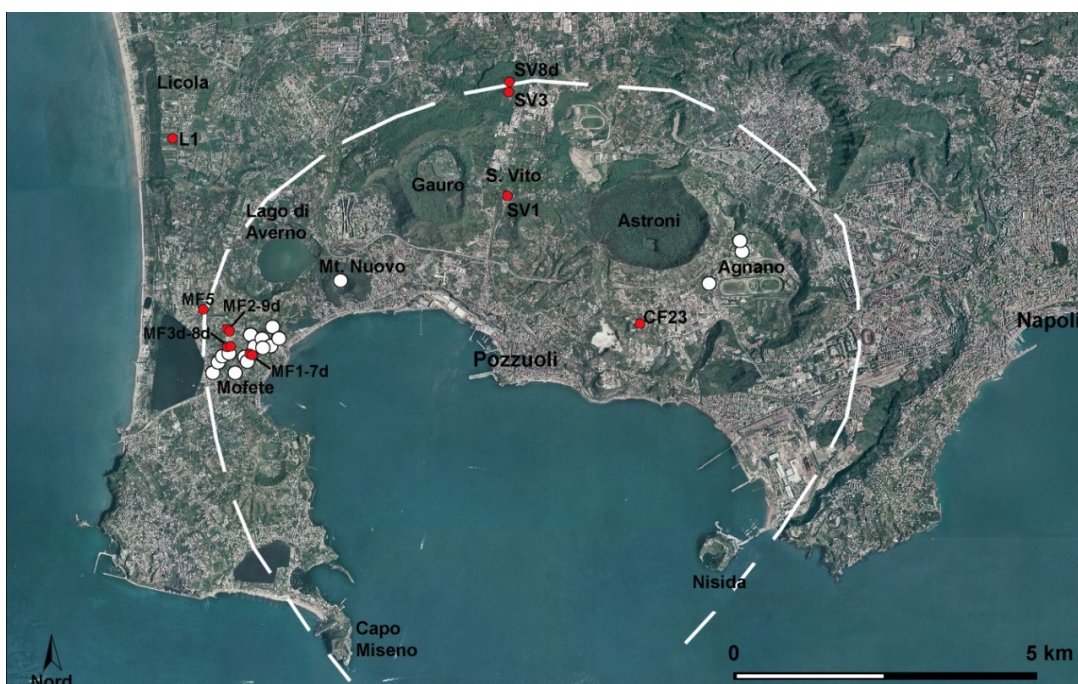 SV8d
Licola
SV3
L1
S. Vito
Gauro
SV1
Lago di
Averno
Astroni
Mt. Nuovo
Agnano
MF5
MF2-9d
MF3d-8d
CF23
Napoli
Pozzuoli
MF1-7d
Mofete
Nisida
Capo
Miseno
0
5 km
Nord